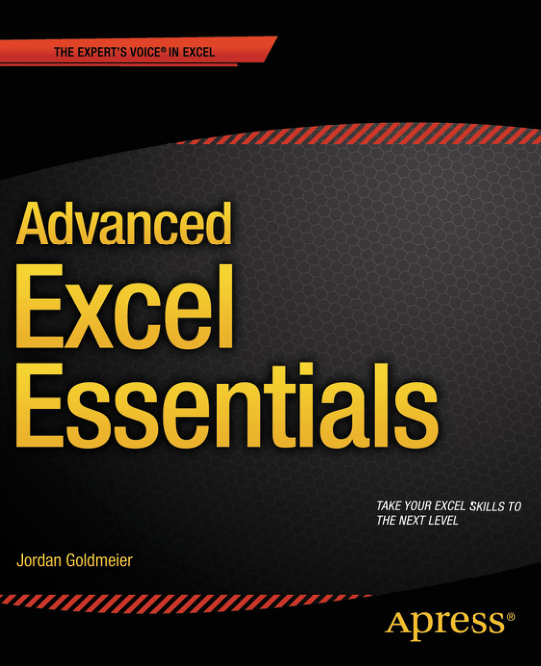 THE EXPERT'S VOICE® IN EXCEL
Advanced
Excel
Essentials
TAKE YOUR EXCEL SKILLS TO
THE NEXT LEVEL
Jordan Goldmeier
Apress®